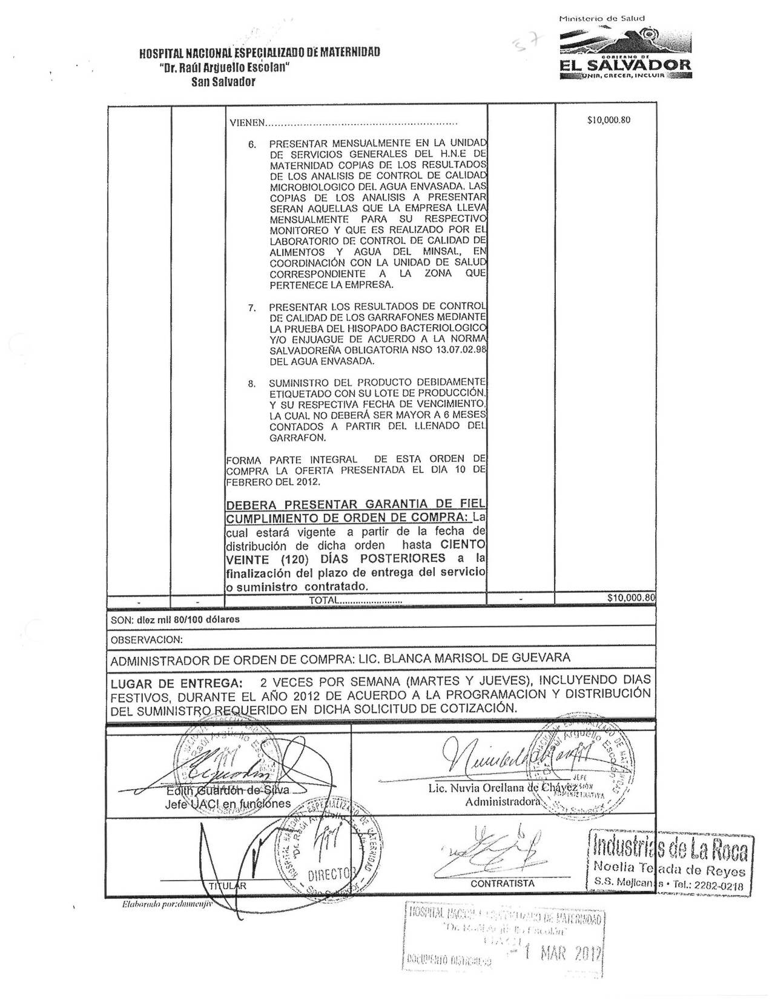 Ministerio de Salud
57
GOBIERNO DE
EL SALVADOR
UNIR, CRECER, INCLUIR
HOSPITAL NACIONAL ESPECIALIZADO DE MATERNIDAD
"Dr. Raúl Arguello Escolan"
San Salvador
VIENEN............................................................. $10,000.80
6. PRESENTAR MENSUALMENTE EN LA UNIDAD
DE SERVICIOS GENERALES DEL H.N.E DE
MATERNIDAD COPIAS DE LOS RESULTADOS
DE LOS ANALISIS DE CONTROL DE CALIDAD
MICROBIOLOGICO DEL AGUA ENVASADA. LAS
COPIAS DE LOS ANALISIS A PRESENTAR
SERAN AQUELLAS QUE LA EMPRESA LLEVA
MENSUALMENTE PARA SU RESPECTIVO
MONITOREO Y QUE ES REALIZADO POR EL
LABORATORIO DE CONTROL DE CALIDAD DE
ALIMENTOS Y AGUA DEL MINSAL, EN
COORDINACIÓN CON LA UNIDAD DE SALUD
CORRESPONDIENTE A LA ZONA QUE
PERTENECE LA EMPRESA.
7. PRESENTAR LOS RESULTADOS DE CONTROL
DE CALIDAD DE LOS GARRAFONES MEDIANTE
LA PRUEBA DEL HISOPADO BACTERIOLOGICO
Y/O ENJUAGUE DE ACUERDO A LA NORMA
SALVADOREÑA OBLIGATORIA NSO 13.07.02.98
DEL AGUA ENVASADA.
8. SUMINISTRO DEL PRODUCTO DEBIDAMENTE
ETIQUETADO CON SU LOTE DE PRODUCCIÓN,
Y SU RESPECTIVA FECHA DE VENCIMIENTO,
LA CUAL NO DEBERÁ SER MAYOR A 6 MESES
CONTADOS A PARTIR DEL LLENADO DEL
GARRAFON.
FORMA PARTE INTEGRAL DE ESTA ORDEN DE
COMPRA LA OFERTA PRESENTADA EL DIA 10 DE
FEBRERO DEL 2012.
DEBERA PRESENTAR GARANTIA DE FIEL
CUMPLIMIENTO DE ORDEN DE COMPRA: La
cual estará vigente a partir de la fecha de
distribución de dicha orden hasta CIENTO
VEINTE (120) DÍAS POSTERIORES a la
finalización del plazo de entrega del servicio
o suministro contratado.
- - TOTAL........................ - $10,000.80
SON: diez mil 80/100 dólares
OBSERVACION:
ADMINISTRADOR DE ORDEN DE COMPRA: LIC. BLANCA MARISOL DE GUEVARA
LUGAR DE ENTREGA: 2 VECES POR SEMANA (MARTES Y JUEVES), INCLUYENDO DIAS
FESTIVOS, DURANTE EL AÑO 2012 DE ACUERDO A LA PROGRAMACION Y DISTRIBUCIÓN
DEL SUMINISTRO REQUERIDO EN DICHA SOLICITUD DE COTIZACIÓN.
Edith Guardón de Silva
Jefe UACI en funciones
JEFE
Lic. Nuvia Orellana de Chávez
Administradora
HOSPITAL NACIONAL ESPECIALIZADO DE MATERNIDAD
DIRECTOR
TITULAR
CONTRATISTA
Industrias de La Roca
Noelia Tejada de Reyes
S.S. Mejicanos • Tel.: 2282-0218
Elaborado por:dmmenjiv
HOSPITAL NACIONAL ESPECIALIZADO DE MATERNIDAD
- 1 MAR 2012
DOCUMENTO